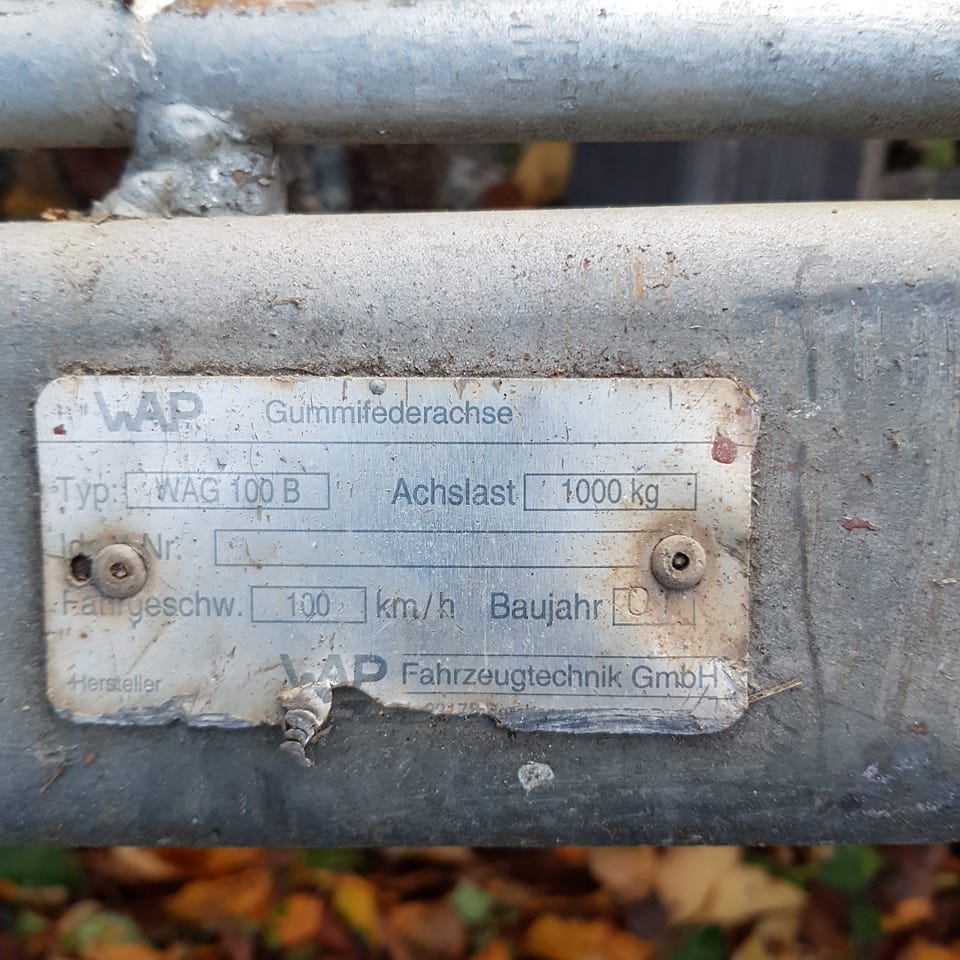 WAP Gummifederachse
Typ: WAG 100 B Achslast 1000 kg
Nr.
Fahrgeschw. 100 km/h Baujahr
Hersteller WAP Fahrzeugtechnik GmbH